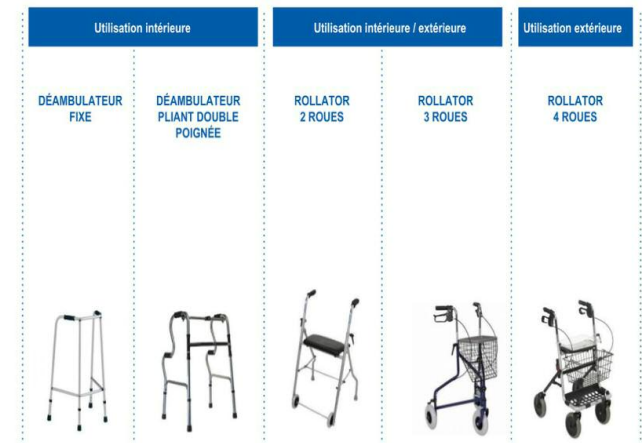 Utilisation intérieure
Utilisation intérieure / extérieure
Utilisation extérieure
DÉAMBULATEUR
FIXE
DÉAMBULATEUR
PLIANT DOUBLE
POIGNÉE
ROLLATOR
2 ROUES
ROLLATOR
3 ROUES
ROLLATOR
4 ROUES